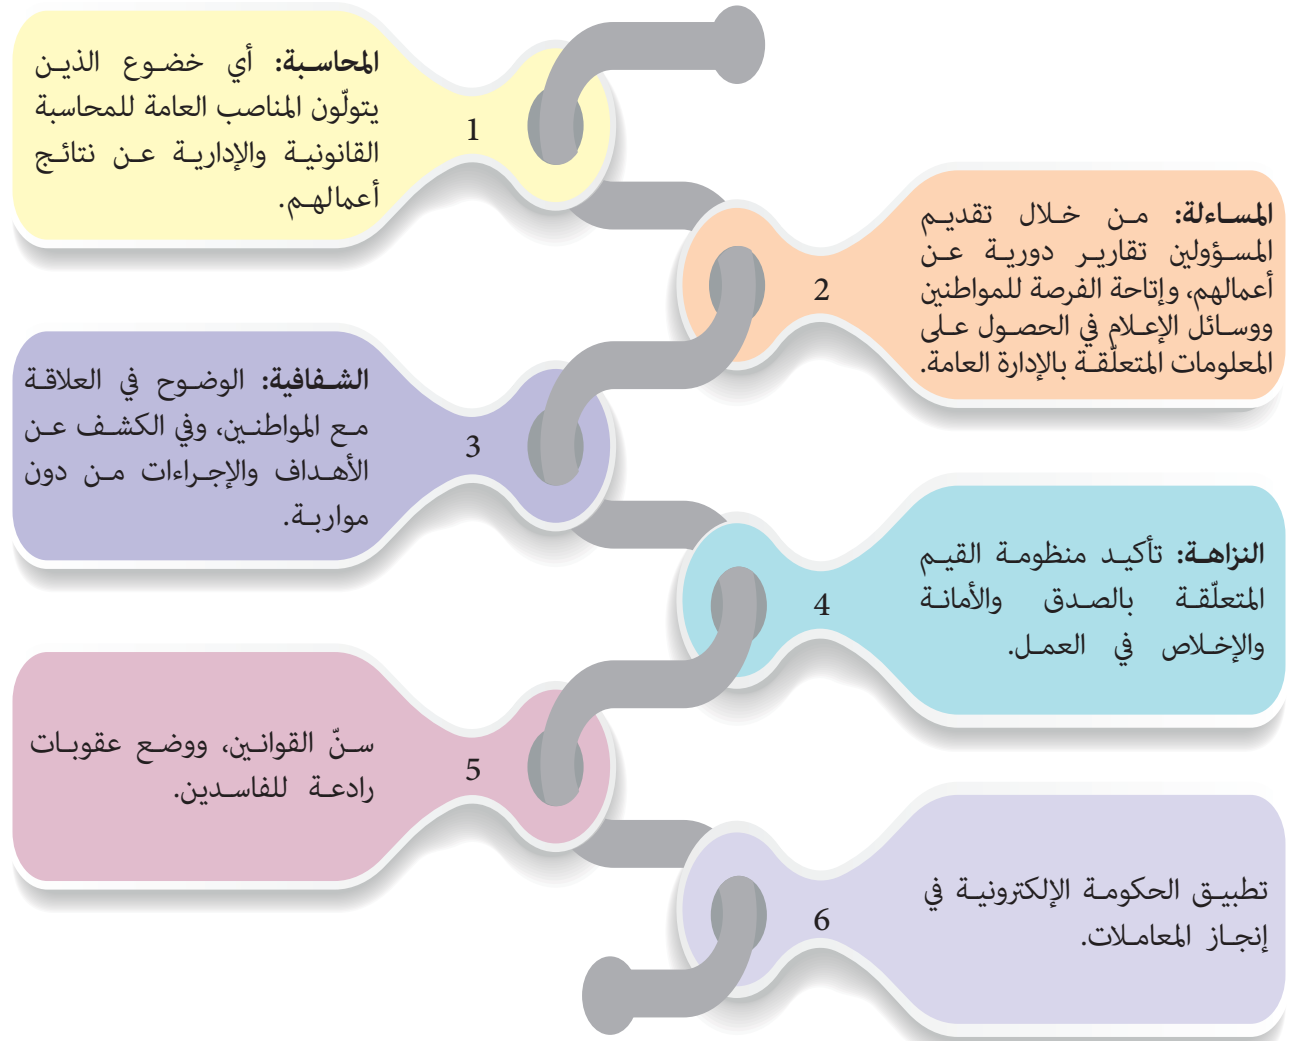 المحاسبة: أي خضوع الذين
يتولّون المناصب العامة للمحاسبة
القانونية والإدارية عن نتائج
أعمالهم.
1
المساءلة: من خلال تقديم
المسؤولين تقارير دورية عن
أعمالهم، وإتاحة الفرصة للمواطنين
ووسائل الإعلام في الحصول على
المعلومات المتعلّقة بالإدارة العامة.
2
الشفافية: الوضوح في العلاقة
مع المواطنين، وفي الكشف عن
الأهداف والإجراءات من دون
مواربة.
3
النزاهة: تأكيد منظومة القيم
المتعلّقة بالصدق والأمانة
والإخلاص في العمل.
4
سنّ القوانين، ووضع عقوبات
رادعة للفاسدين.
5
تطبيق الحكومة الإلكترونية في
إنجاز المعاملات.
6